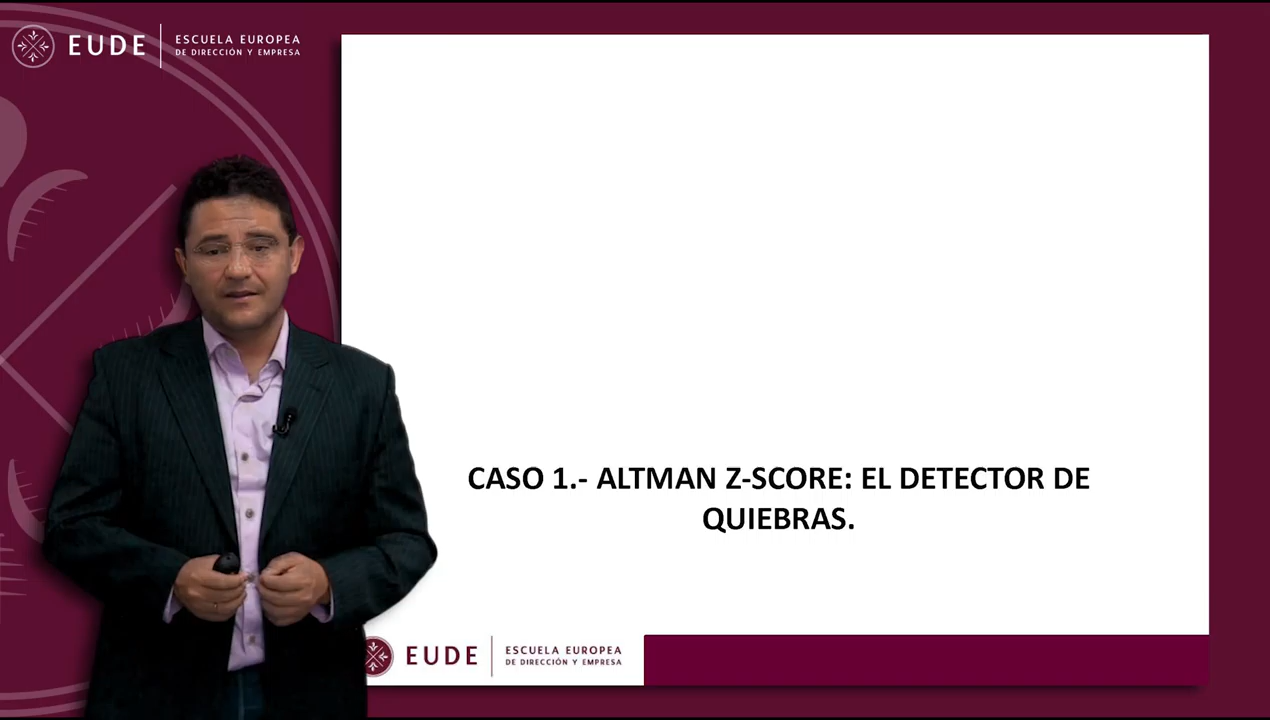 EUDE
ESCUELA EUROPEA
DE DIRECCIÓN Y EMPRESA
CASO 1.- ALTMAN Z-SCORE: EL DETECTOR DE
QUIEBRAS.
EUDE
ESCUELA EUROPEA
DE DIRECCIÓN Y EMPRESA